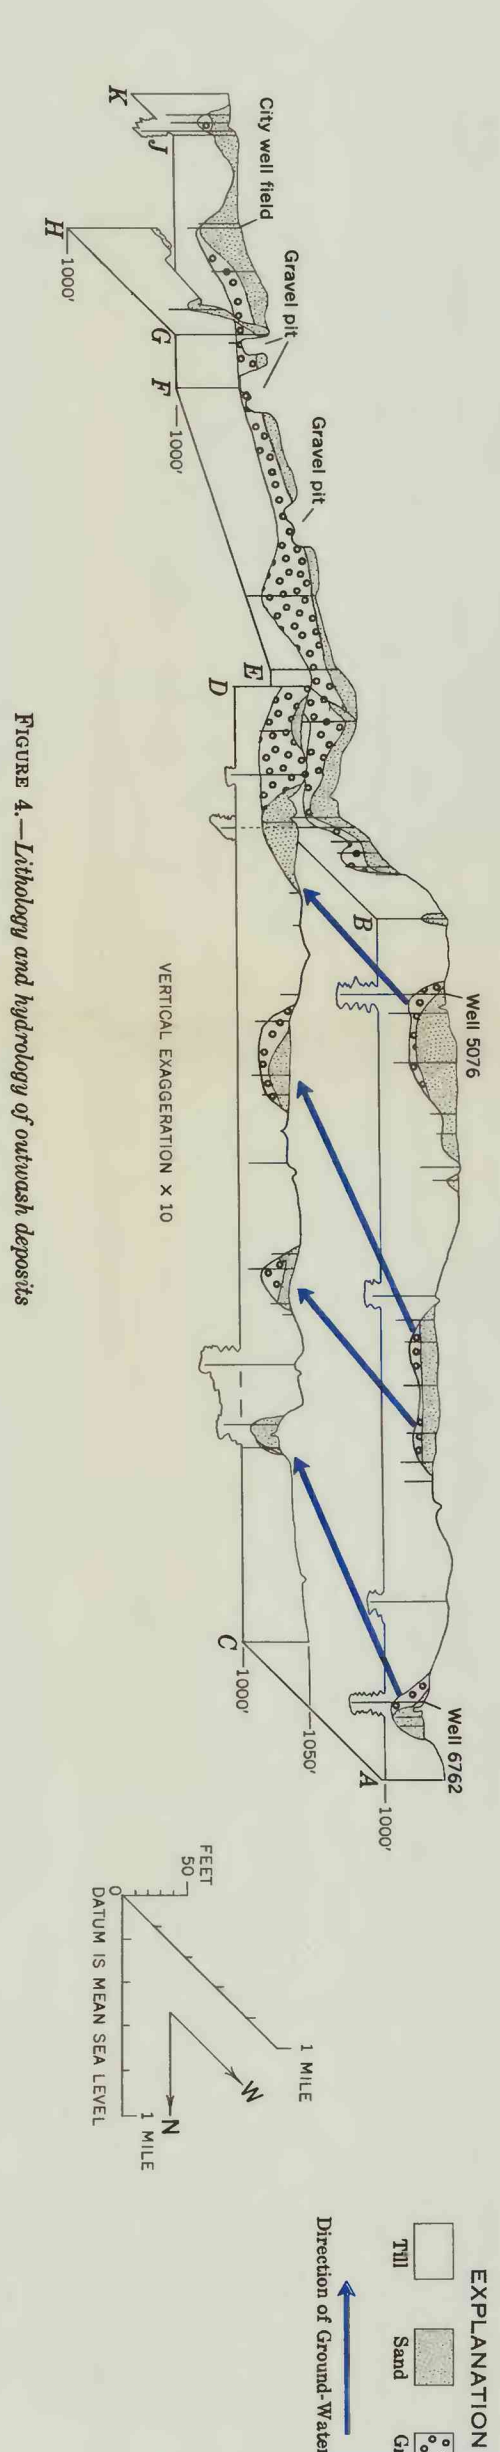 K
J
City well field
H
1000'
Gravel pit
G
F
1000'
Gravel pit
E
D
B
Well 5076
VERTICAL EXAGGERATION × 10
C
1000'
1050'
Well 6762
A
1000'
FEET
50
0
1 MILE
W
N
1 MILE
DATUM IS MEAN SEA LEVEL
EXPLANATION
Till
Sand
Direction of Ground-Water
FIGURE 4.—Lithology and hydrology of outwash deposits